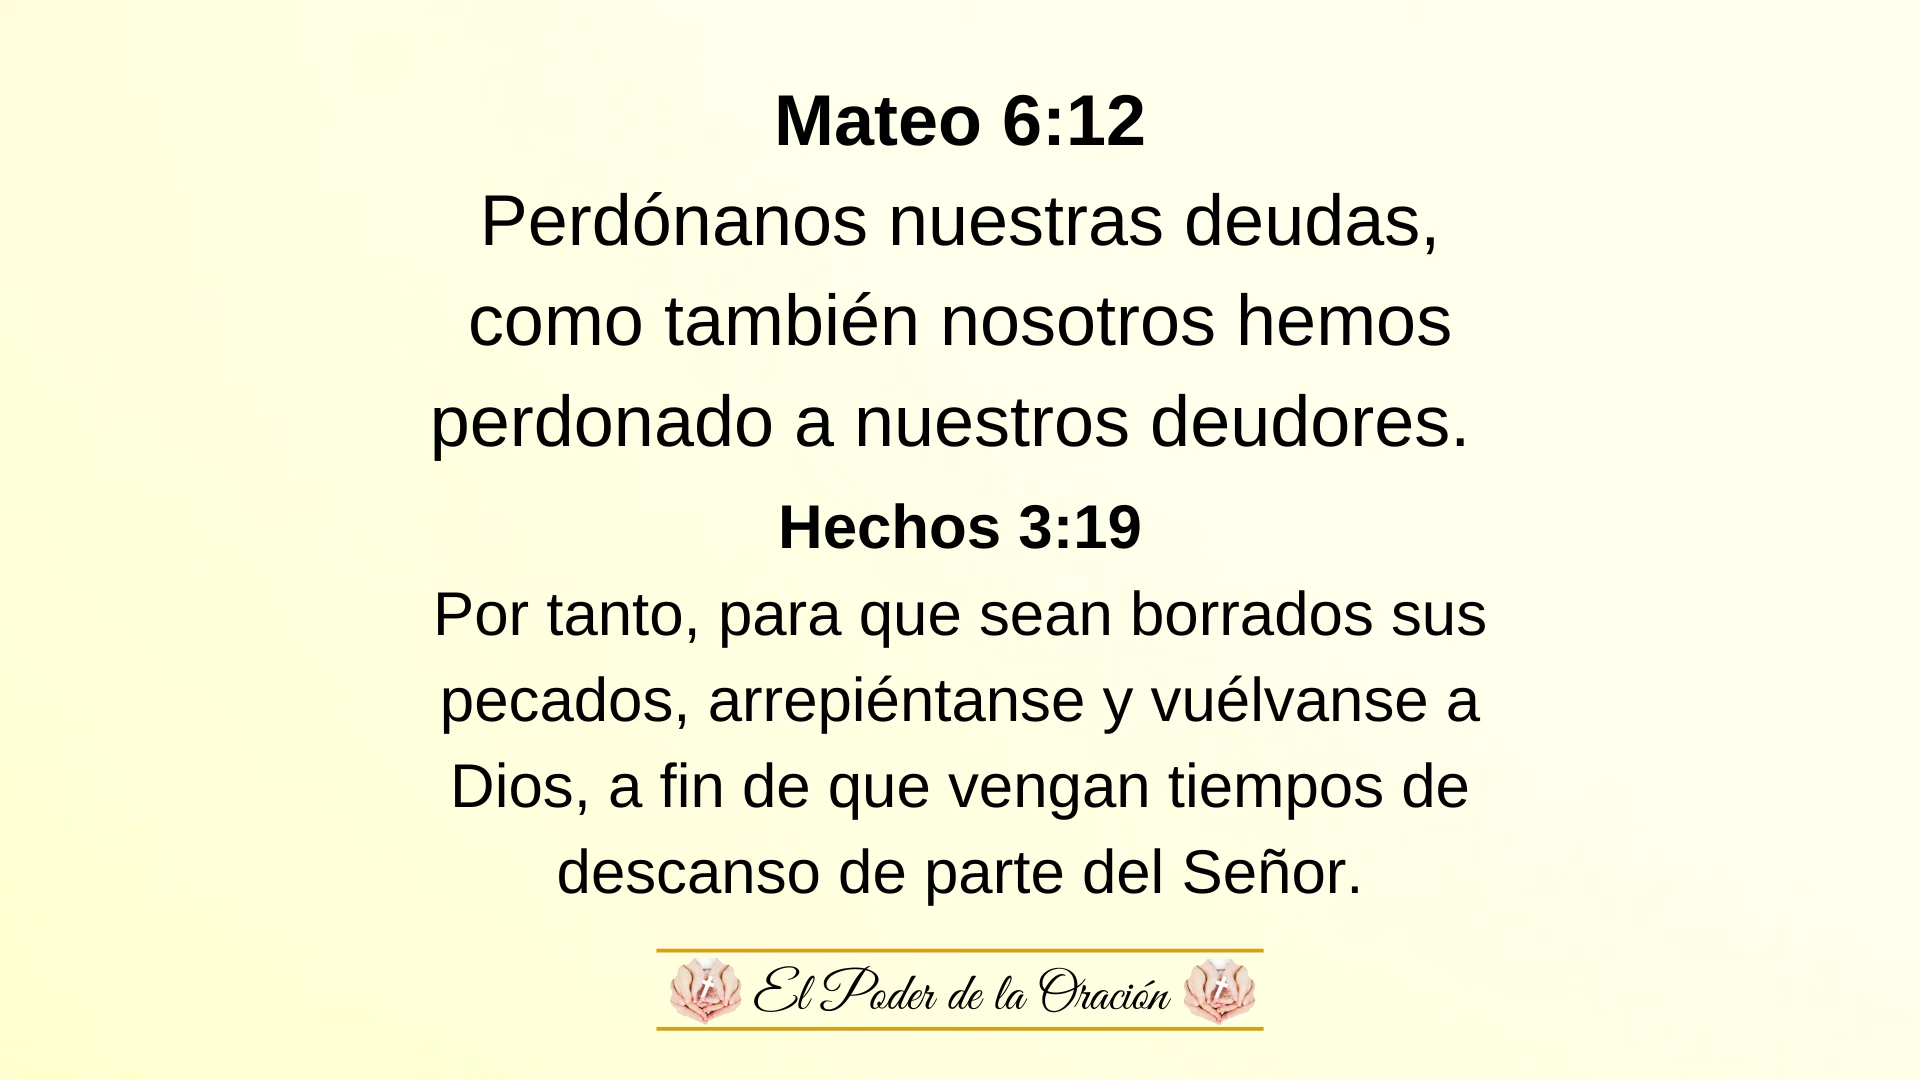 Mateo 6:12
Perdónanos nuestras deudas,
como también nosotros hemos
perdonado a nuestros deudores.
Hechos 3:19
Por tanto, para que sean borrados sus
pecados, arrepiéntanse y vuélvanse a
Dios, a fin de que vengan tiempos de
descanso de parte del Señor.
El Poder de la Oración